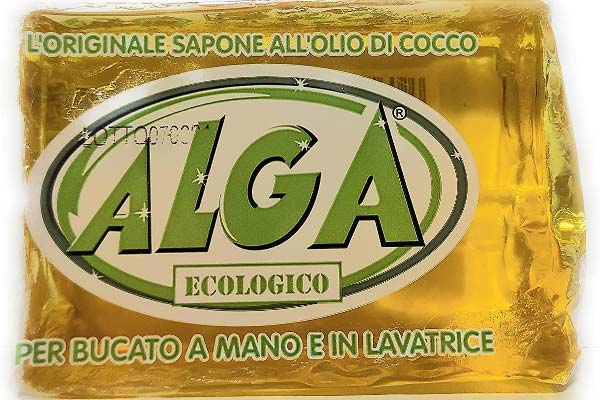 L'ORIGINALE SAPONE ALL'OLIO DI COCCO
ALGA®
ECOLOGICO
PER BUCATO A MANO E IN LAVATRICE